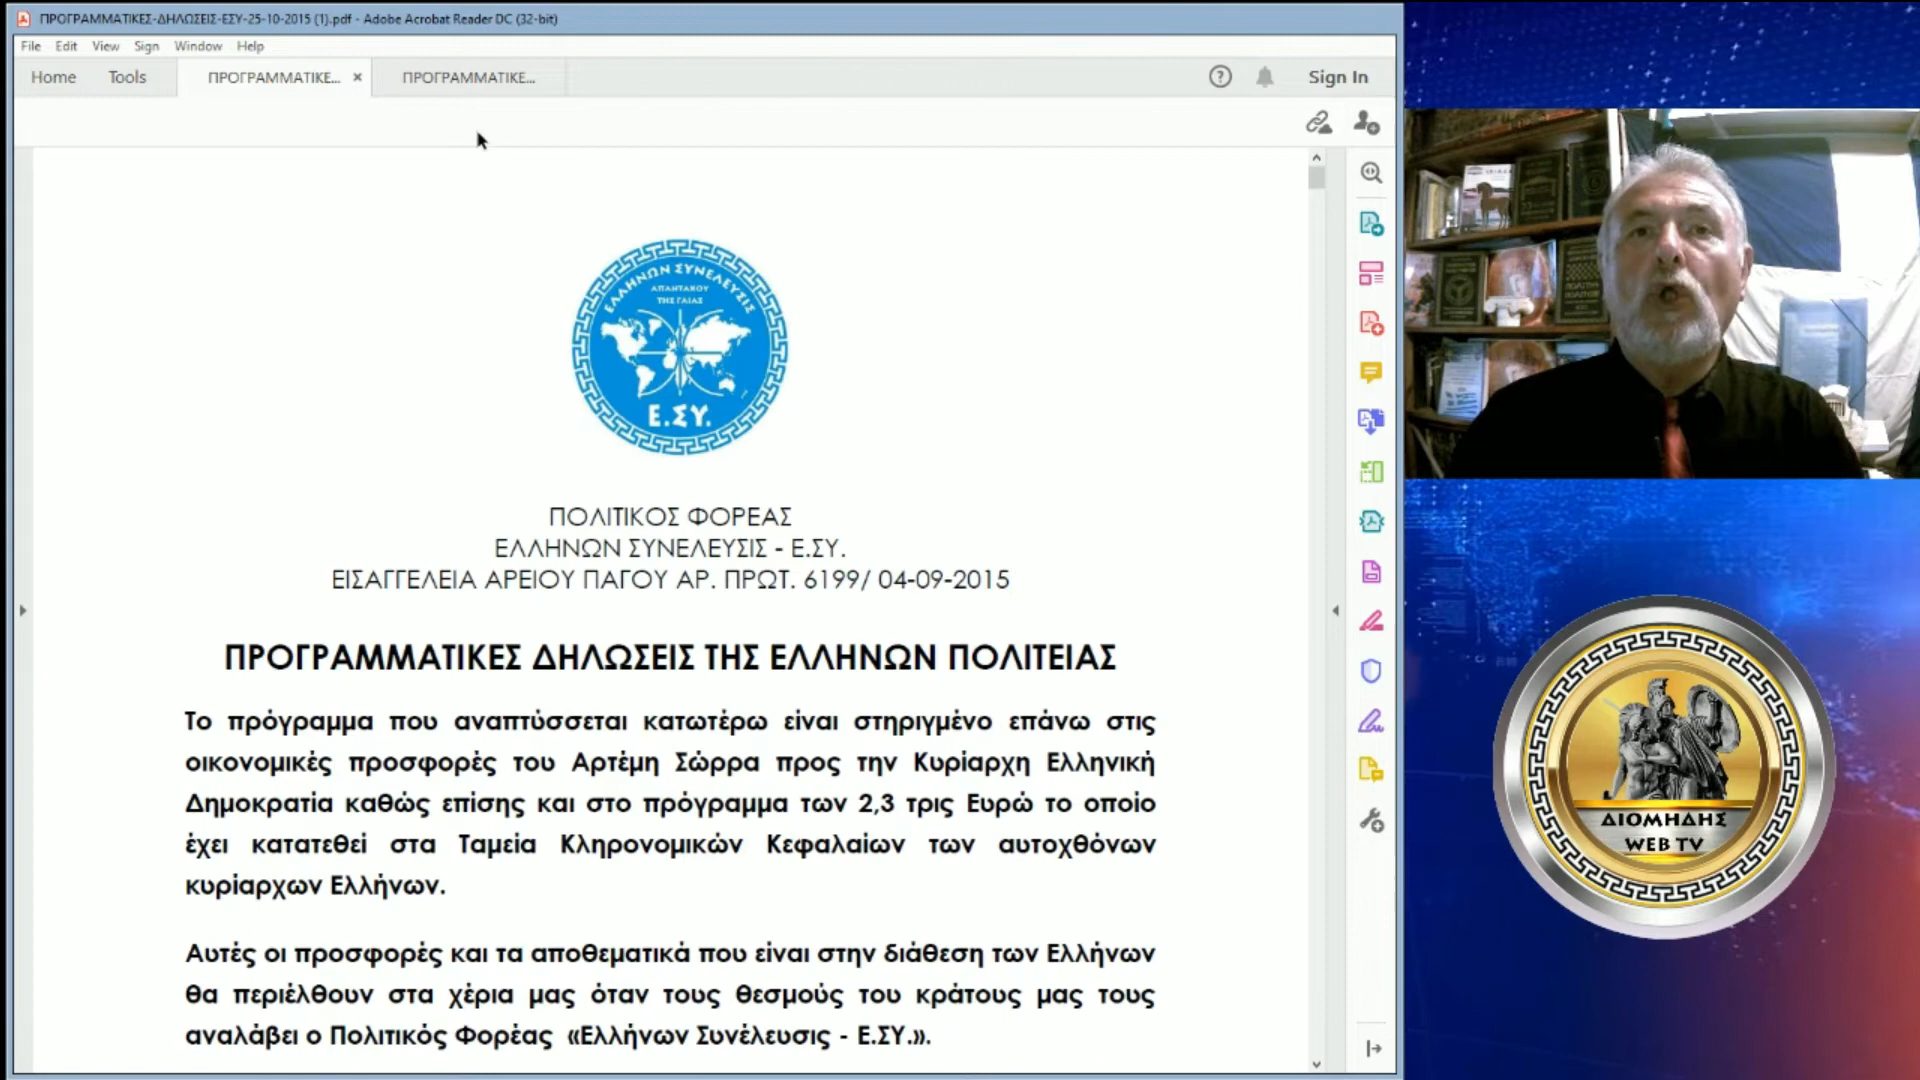 ΠΡΟΓΡΑΜΜΑΤΙΚΕΣ-ΔΗΛΩΣΕΙΣ-ΕΣΥ-25-10-2015 (1).pdf - Adobe Acrobat Reader DC (32-bit)
File Edit View Sign Window Help
Home Tools ΠΡΟΓΡΑΜΜΑΤΙΚΕ... × ΠΡΟΓΡΑΜΜΑΤΙΚΕ... Sign In
ΕΛΛΗΝΩΝ ΣΥΝΕΛΕΥΣΙΣ
ΑΠΑΝΤΑΧΟΥ
ΤΗΣ ΓΑΙΑΣ
Ε.ΣΥ.
ΠΟΛΙΤΙΚΟΣ ΦΟΡΕΑΣ
ΕΛΛΗΝΩΝ ΣΥΝΕΛΕΥΣΙΣ - Ε.ΣΥ.
ΕΙΣΑΓΓΕΛΕΙΑ ΑΡΕΙΟΥ ΠΑΓΟΥ ΑΡ. ΠΡΩΤ. 6199/ 04-09-2015
ΠΡΟΓΡΑΜΜΑΤΙΚΕΣ ΔΗΛΩΣΕΙΣ ΤΗΣ ΕΛΛΗΝΩΝ ΠΟΛΙΤΕΙΑΣ
Το πρόγραμμα που αναπτύσσεται κατωτέρω είναι στηριγμένο επάνω στις
οικονομικές προσφορές του Αρτέμη Σώρρα προς την Κυρίαρχη Ελληνική
Δημοκρατία καθώς επίσης και στο πρόγραμμα των 2,3 τρις Ευρώ το οποίο
έχει κατατεθεί στα Ταμεία Κληρονομικών Κεφαλαίων των αυτοχθόνων
κυρίαρχων Ελλήνων.
Αυτές οι προσφορές και τα αποθεματικά που είναι στην διάθεση των Ελλήνων
θα περιέλθουν στα χέρια μας όταν τους θεσμούς του κράτους μας τους
αναλάβει ο Πολιτικός Φορέας «Ελλήνων Συνέλευσις - Ε.ΣΥ.».
ΔΙΟΜΗΔΗΣ
WEB TV